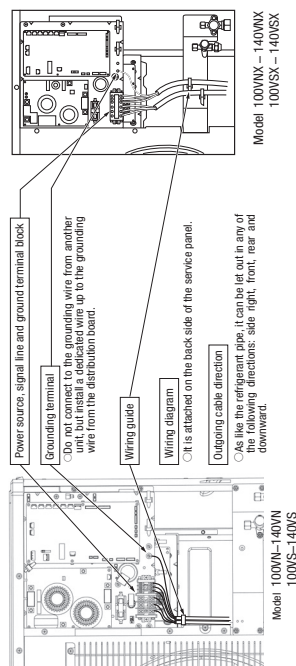 Power source, signal line and ground terminal block
Grounding terminal
○Do not connect to the grounding wire from another
unit, but install a dedicated wire up to the grounding
wire from the distribution board.
Wiring guide
Wiring diagram
○It is attached on the back side of the service panel.
Outgoing cable direction
○As like the refrigerant pipe, it can be let out in any of
the following directions: side right, front, rear and
downward.
Model 100VN–140VN
100VS–140VS
Model 100VNX – 140VNX
100VSX – 140VSX